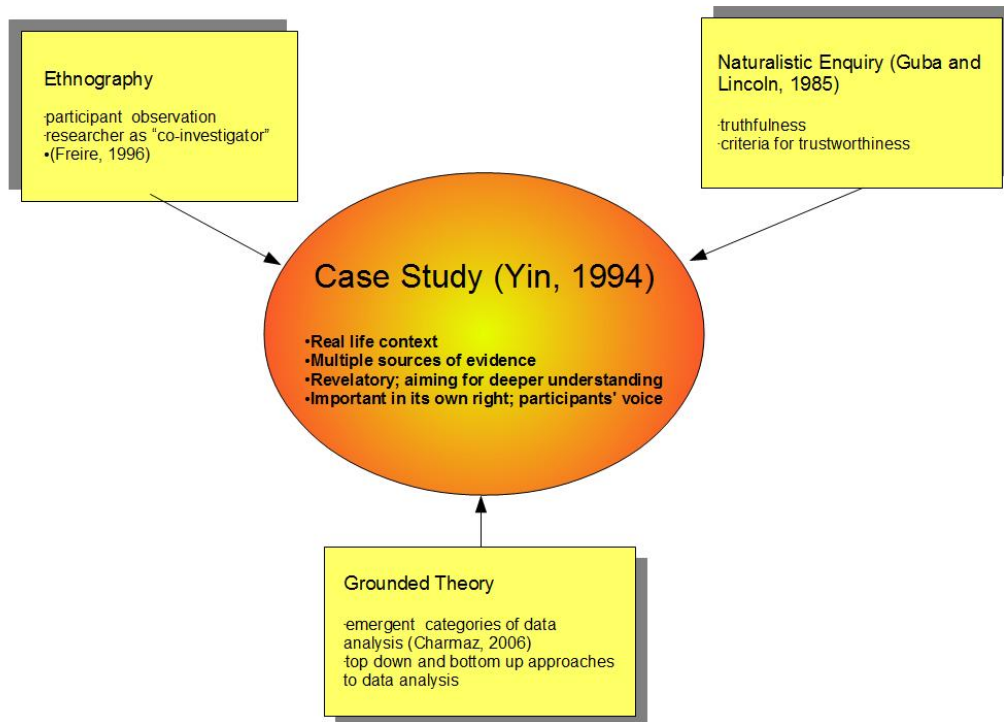 Ethnography
·participant observation
·researcher as “co-investigator”
•(Freire, 1996)
Naturalistic Enquiry (Guba and
Lincoln, 1985)
·truthfulness
·criteria for trustworthiness
Case Study (Yin, 1994)
•Real life context
•Multiple sources of evidence
•Revelatory; aiming for deeper understanding
•Important in its own right; participants' voice
Grounded Theory
·emergent categories of data
analysis (Charmaz, 2006)
·top down and bottom up approaches
to data analysis